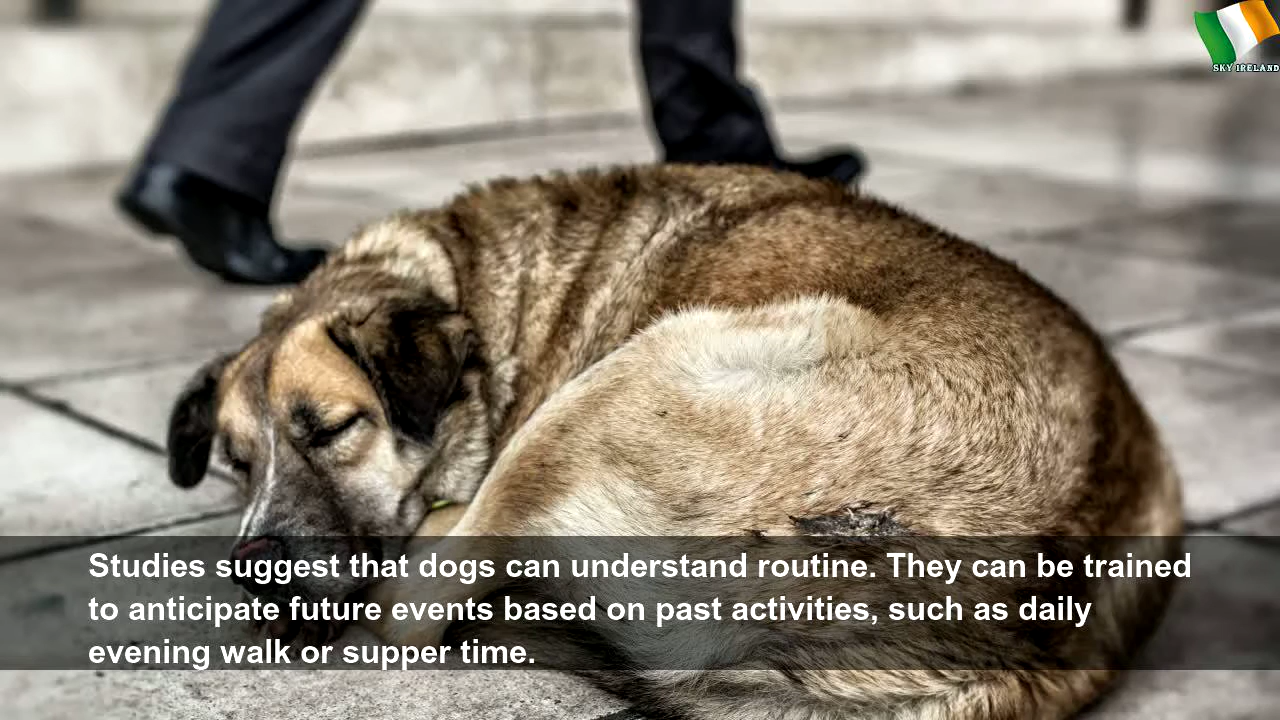 SKY IRELAND
Studies suggest that dogs can understand routine. They can be trained
to anticipate future events based on past activities, such as daily
evening walk or supper time.